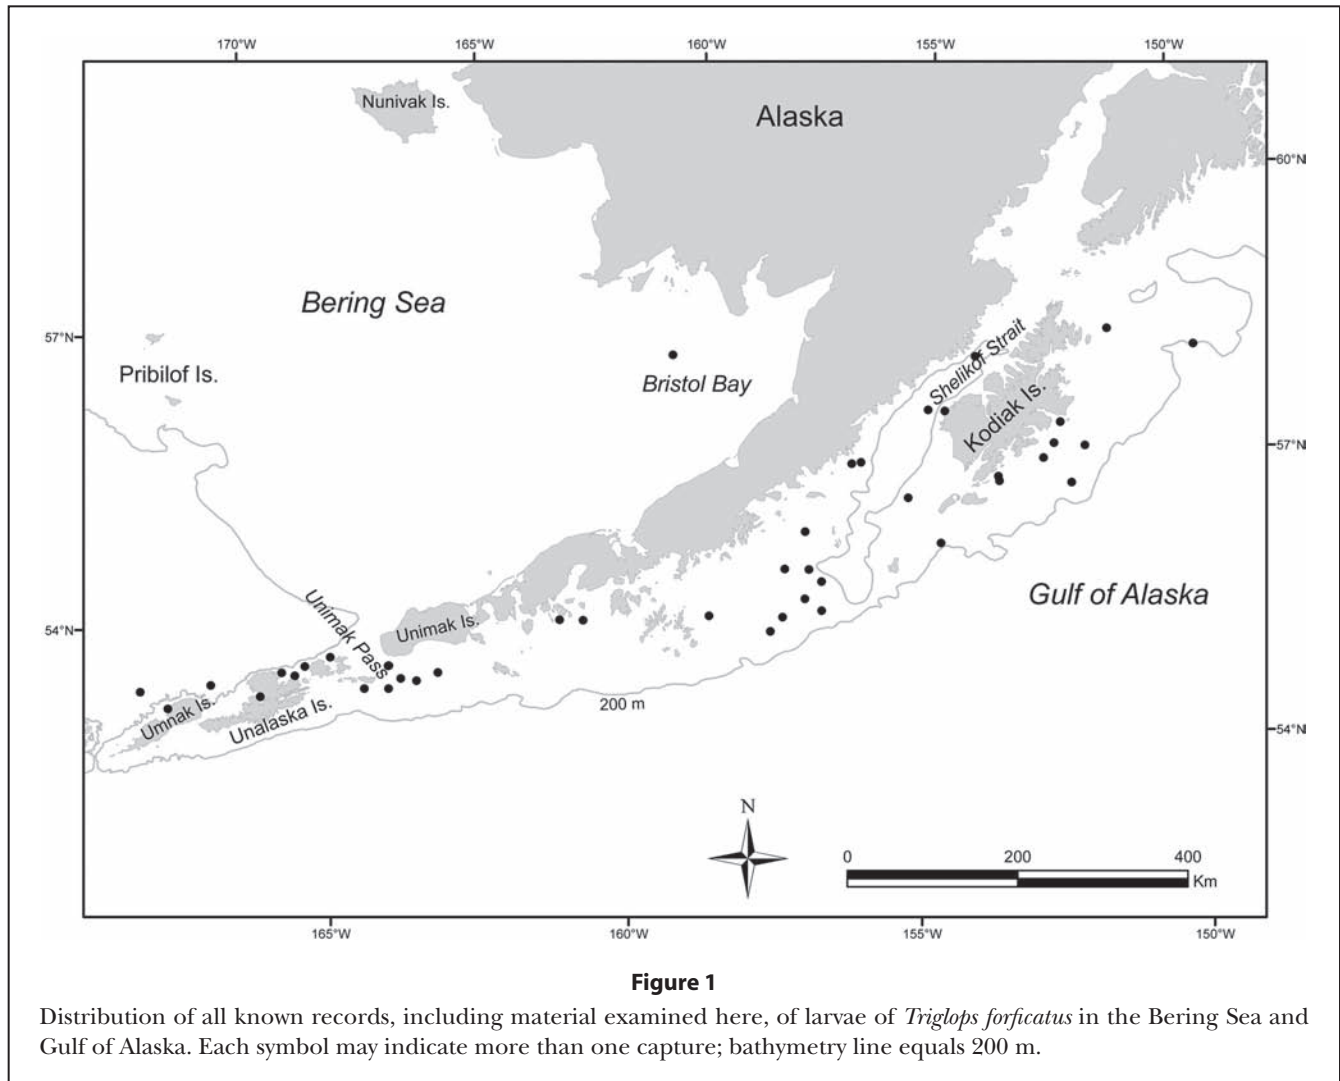 170°W 165°W 160°W 155°W 150°W
Nunivak Is.
Alaska
60°N
Bering Sea
57°N
Pribilof Is.
Bristol Bay
Shelikof Strait
Kodiak Is.
57°N
Gulf of Alaska
54°N
Unimak Pass
Unimak Is.
Umnak Is.
Unalaska Is.
200 m
54°N
N
0 200 400
Km
165°W 160°W 155°W 150°W
Figure 1
Distribution of all known records, including material examined here, of larvae of Triglops forficatus in the Bering Sea and
Gulf of Alaska. Each symbol may indicate more than one capture; bathymetry line equals 200 m.